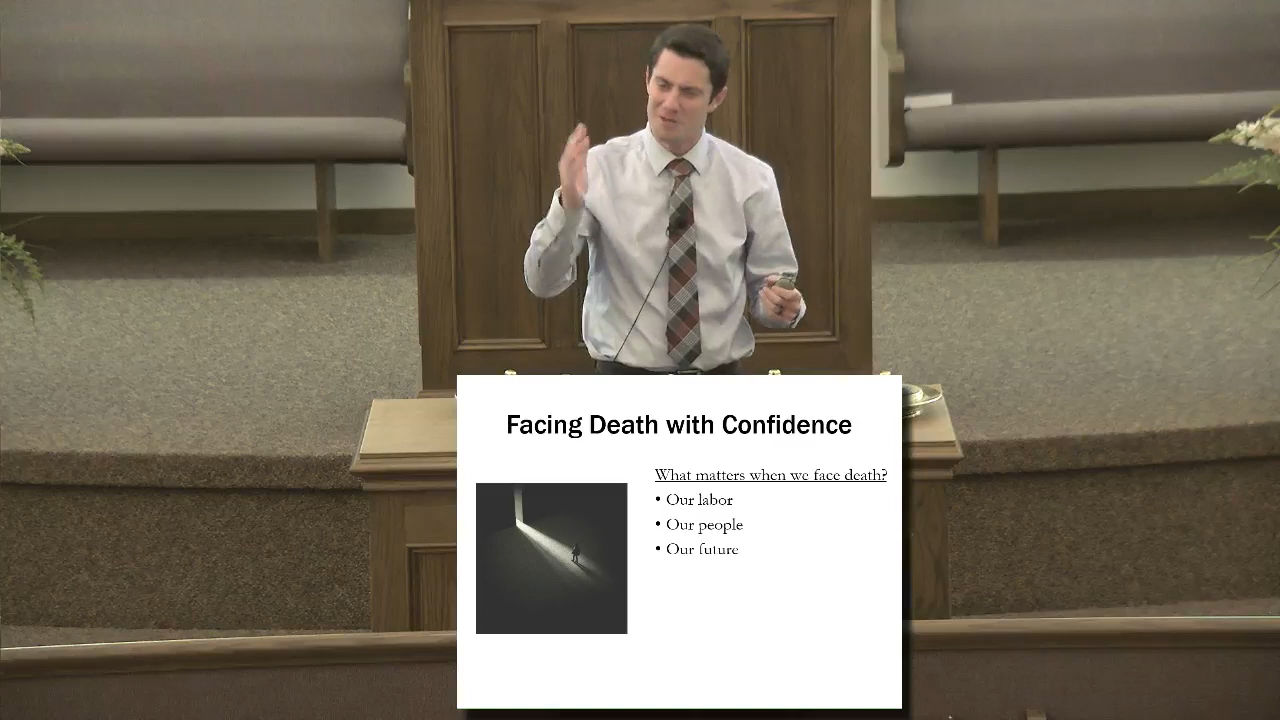 Facing Death with Confidence
What matters when we face death?
• Our labor
• Our people
• Our future